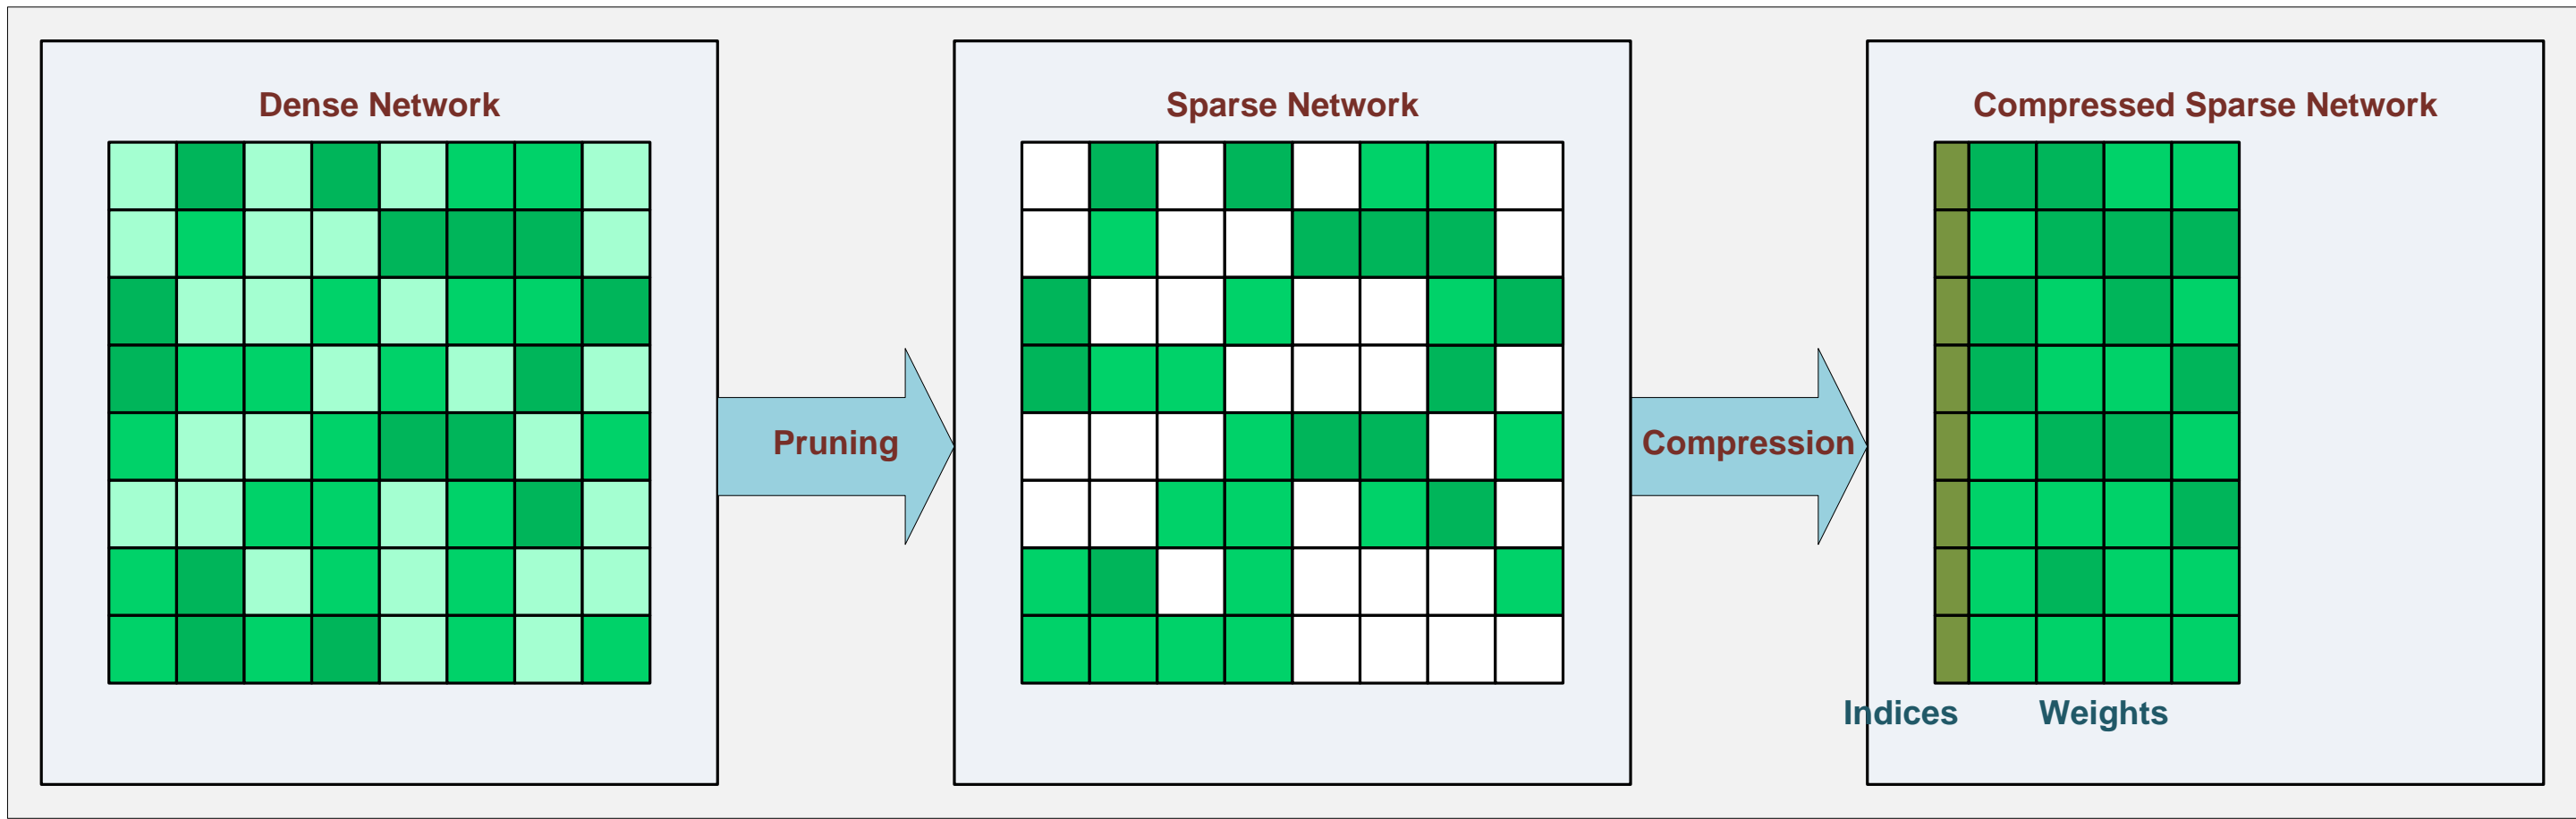 Dense Network
Sparse Network
Compressed Sparse Network
Pruning
Compression
Indices
Weights